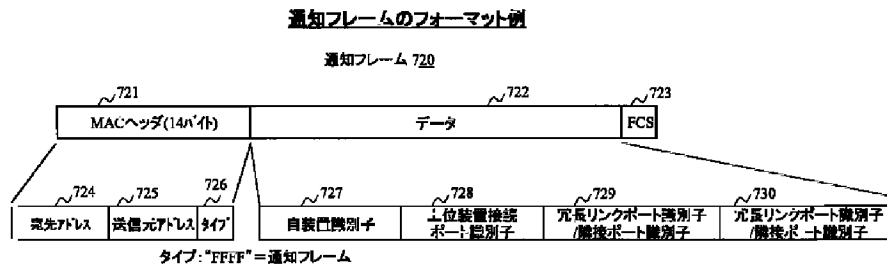 通知フレームのフォーマット例
通知フレーム 720
721
722
723
MACヘッダ(14バイト)
データ
FCS
724
725
726
727
728
729
730
宛先アドレス
送信元アドレス
タイプ
自装置識別子
上位装置接続
ポート識別子
冗長リンクポート識別子
/隣接ポート識別子
冗長リンクポート識別子
/隣接ポート識別子
タイプ:"FFFF"=通知フレーム